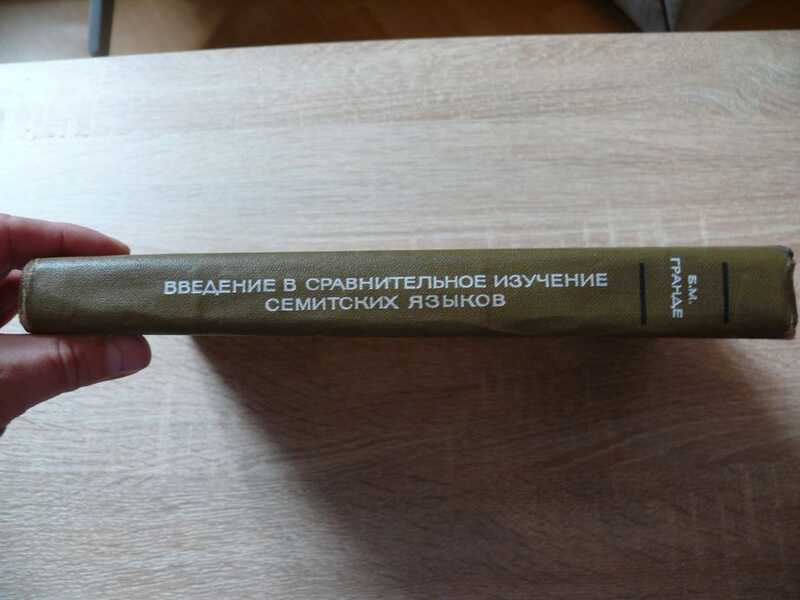 ВВЕДЕНИЕ В СРАВНИТЕЛЬНОЕ ИЗУЧЕНИЕ
СЕМИТСКИХ ЯЗЫКОВ
Б.М.
ГРАНДЕ